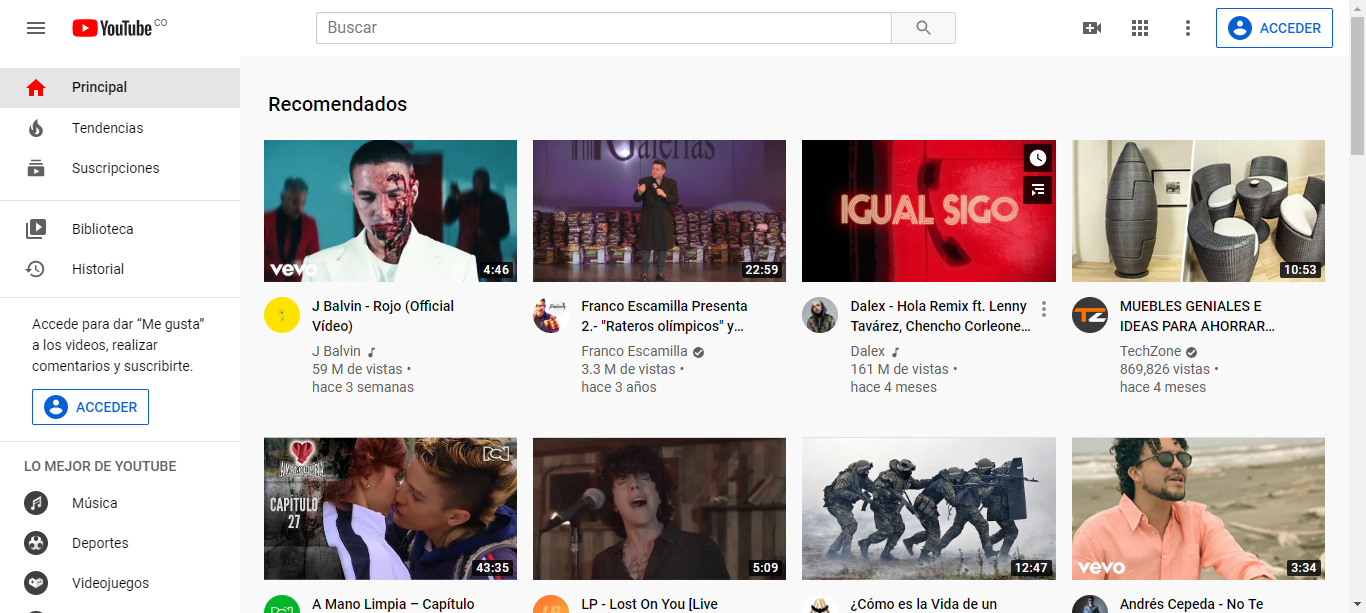 YouTube CO
Buscar
ACCEDER
Principal
Tendencias
Suscripciones
Biblioteca
Historial
Accede para dar “Me gusta”
a los videos, realizar
comentarios y suscribirte.
ACCEDER
LO MEJOR DE YOUTUBE
Música
Deportes
Videojuegos
Recomendados
vevo
4:46
J Balvin - Rojo (Official
Vídeo)
J Balvin
59 M de vistas •
hace 3 semanas
Galerías
22:59
Franco Escamilla Presenta
2.- "Rateros olímpicos" y…
Franco Escamilla
3.3 M de vistas •
hace 3 años
IGUAL SIGO
Dalex - Hola Remix ft. Lenny
Tavárez, Chencho Corleone…
Dalex
161 M de vistas •
hace 4 meses
10:53
TZ
MUEBLES GENIALES E
IDEAS PARA AHORRAR…
TechZone
869,826 vistas •
hace 4 meses
RCN
CAPÍTULO
27
43:35
A Mano Limpia – Capítulo
5:09
LP
LP - Lost On You [Live
12:47
¿Cómo es la Vida de un
vevo
3:34
Andrés Cepeda - No Te